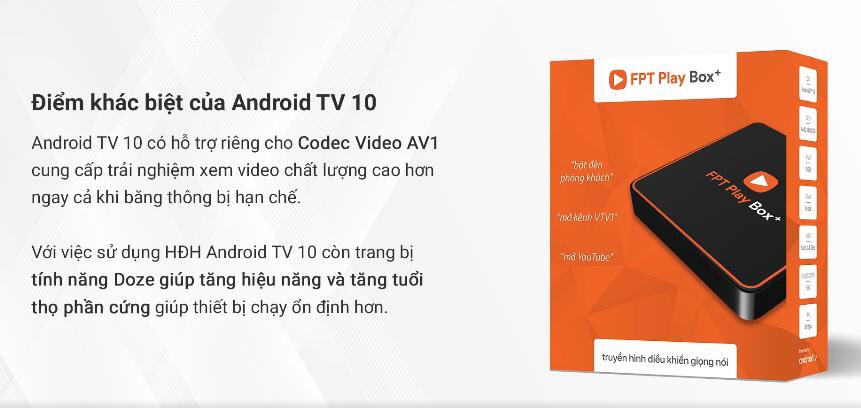 Điểm khác biệt của Android TV 10
Android TV 10 có hỗ trợ riêng cho Codec Video AV1
cung cấp trải nghiệm xem video chất lượng cao hơn
ngay cả khi băng thông bị hạn chế.
Với việc sử dụng HĐH Android TV 10 còn trang bị
tính năng Doze giúp tăng hiệu năng và tăng tuổi
thọ phần cứng giúp thiết bị chạy ổn định hơn.
FPT Play Box+
"bật đèn
phòng khách"
"mở kênh VTV1"
"mở YouTube"
FPT Play Box+
truyền hình điều khiển giọng nói
androidtv